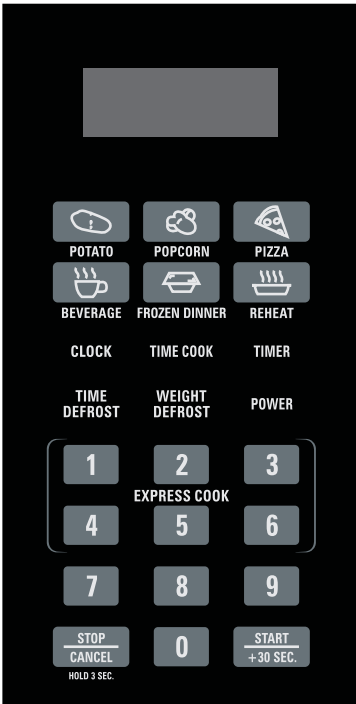 POTATO POPCORN PIZZA
BEVERAGE FROZEN DINNER REHEAT
CLOCK TIME COOK TIMER
TIME DEFROST WEIGHT DEFROST POWER
1 2 3
EXPRESS COOK
4 5 6
7 8 9
STOP
CANCEL
HOLD 3 SEC.
0
START
+30 SEC.